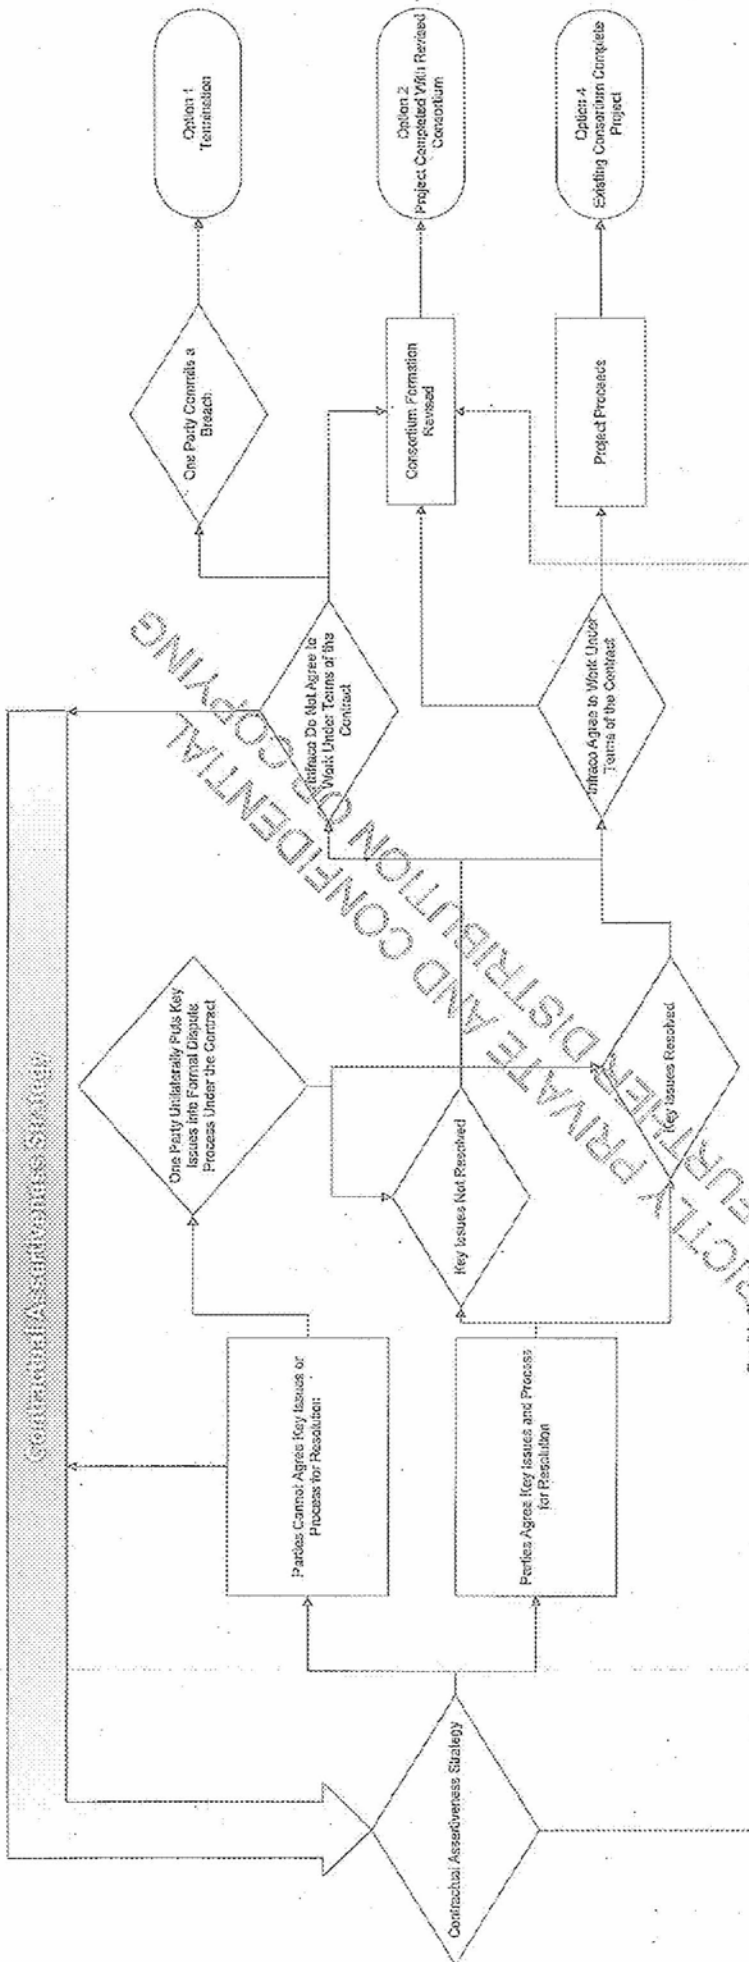 Contractual Assertiveness Strategy
Contractual Assertiveness Strategy
Parties Cannot Agree Key Issues or
Process for Resolution
Parties Agree Key Issues and Process
for Resolution
One Party Unilaterally Puts Key
Issues into Formal Dispute
Process Under the Contract
Key Issues Not Resolved
Key Issues Resolved
Infraco Do Not Agree to
Work Under Terms of the
Contract
Infraco Agree to Work Under
Terms of the Contract
One Party Commits a
Breach
Consortium Formation
Revised
Project Proceeds
Option 1
Termination
Option 2
Project Completed With Revised
Consortium
Option 4
Existing Consortium Complete
Project
PRIVATE AND CONFIDENTIAL
FURTHER DISTRIBUTION OR COPYING